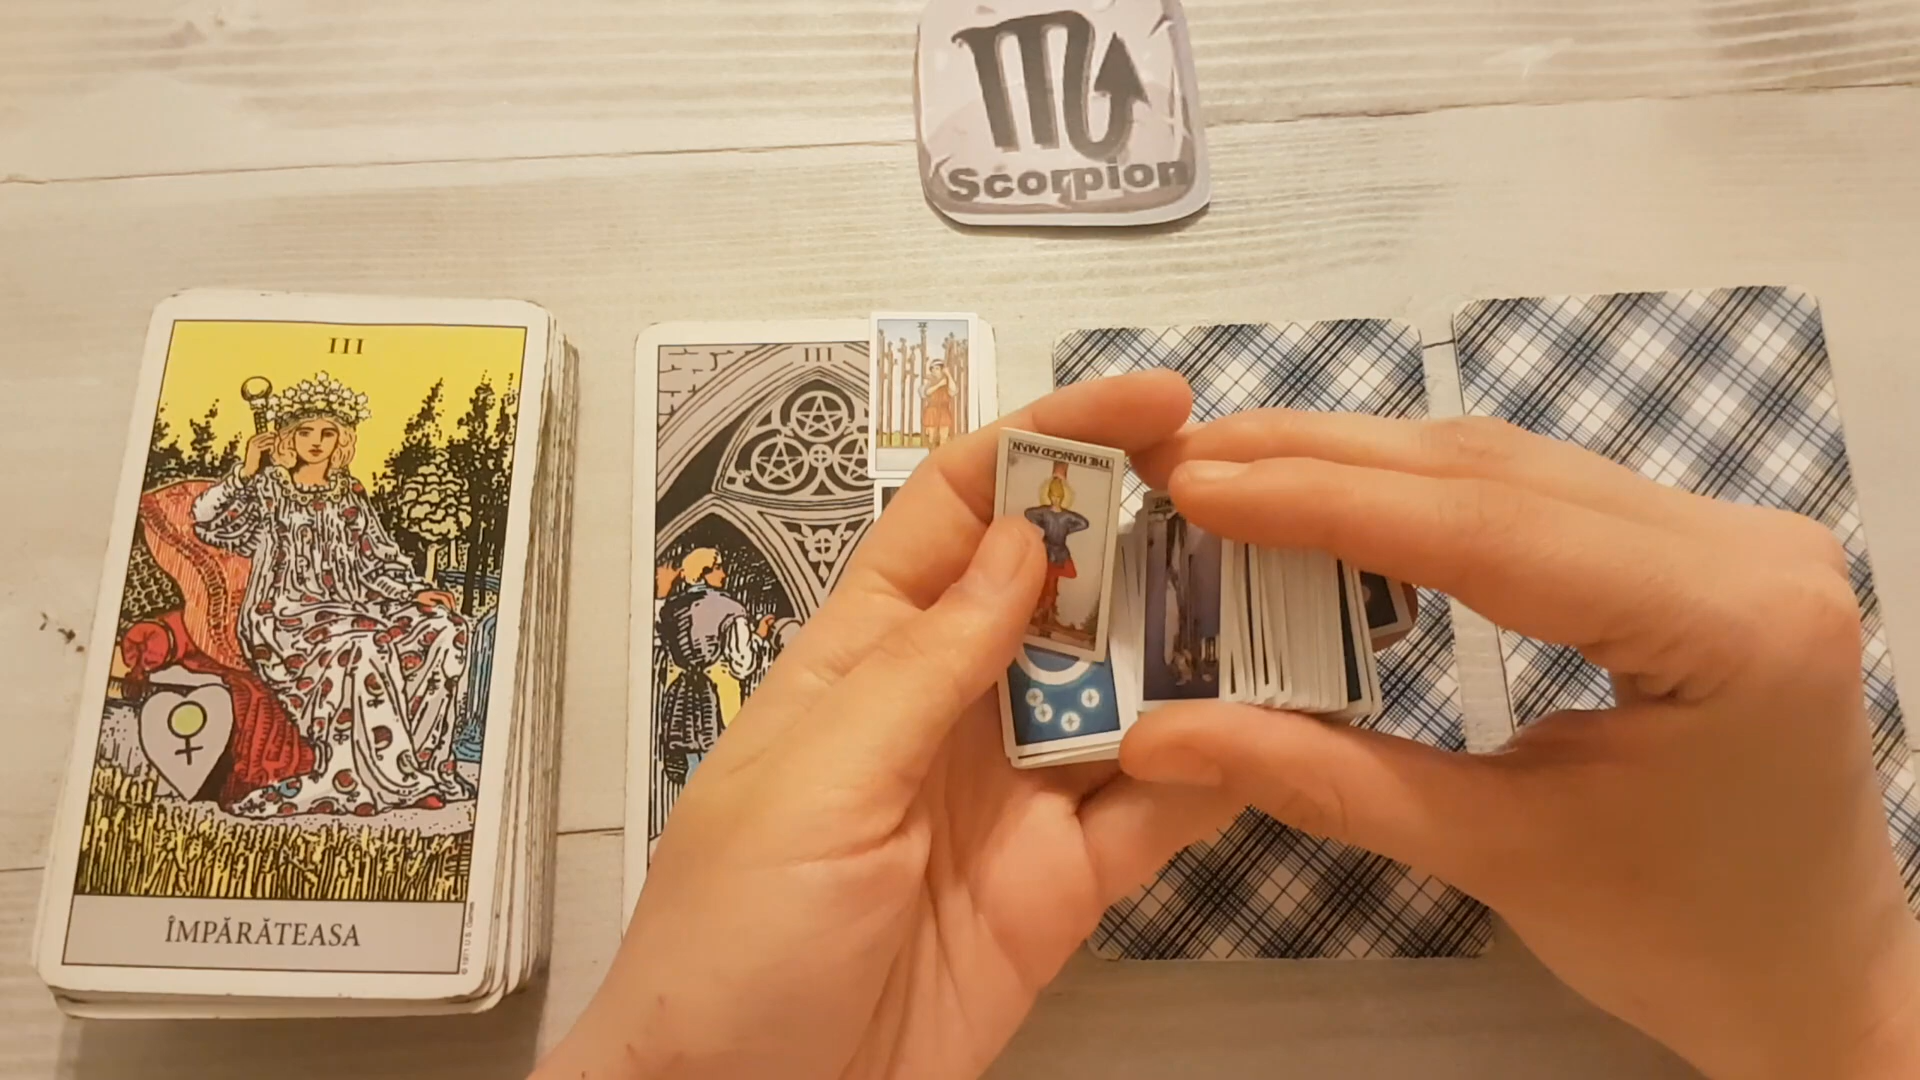 Scorpion
III
ÎMPĂRĂTEASA
III
THE HANGED MAN